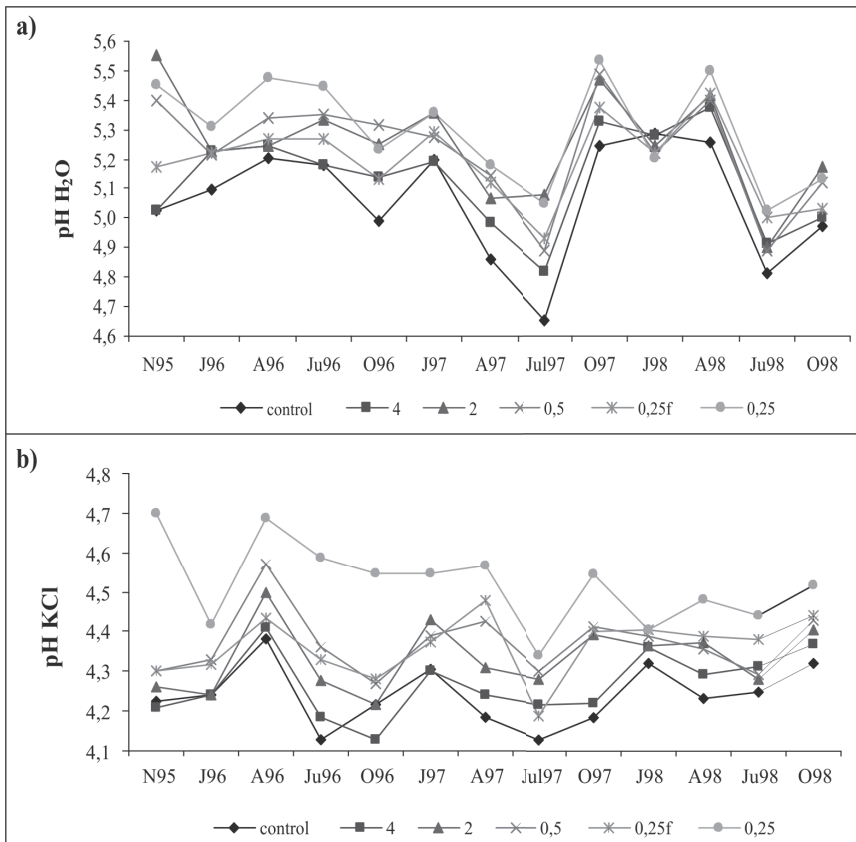 a)
5,6
5,5
5,4
5,3
5,2
5,1
5,0
4,9
4,8
4,7
4,6
pH H₂O
N95 J96 A96 Ju96 O96 J97 A97 Jul97 O97 J98 A98 Ju98 O98
control 4 2 0,5 0,25f 0,25
b)
4,8
4,7
4,6
4,5
4,4
4,3
4,2
4,1
pH KCl
N95 J96 A96 Ju96 O96 J97 A97 Jul97 O97 J98 A98 Ju98 O98
control 4 2 0,5 0,25f 0,25